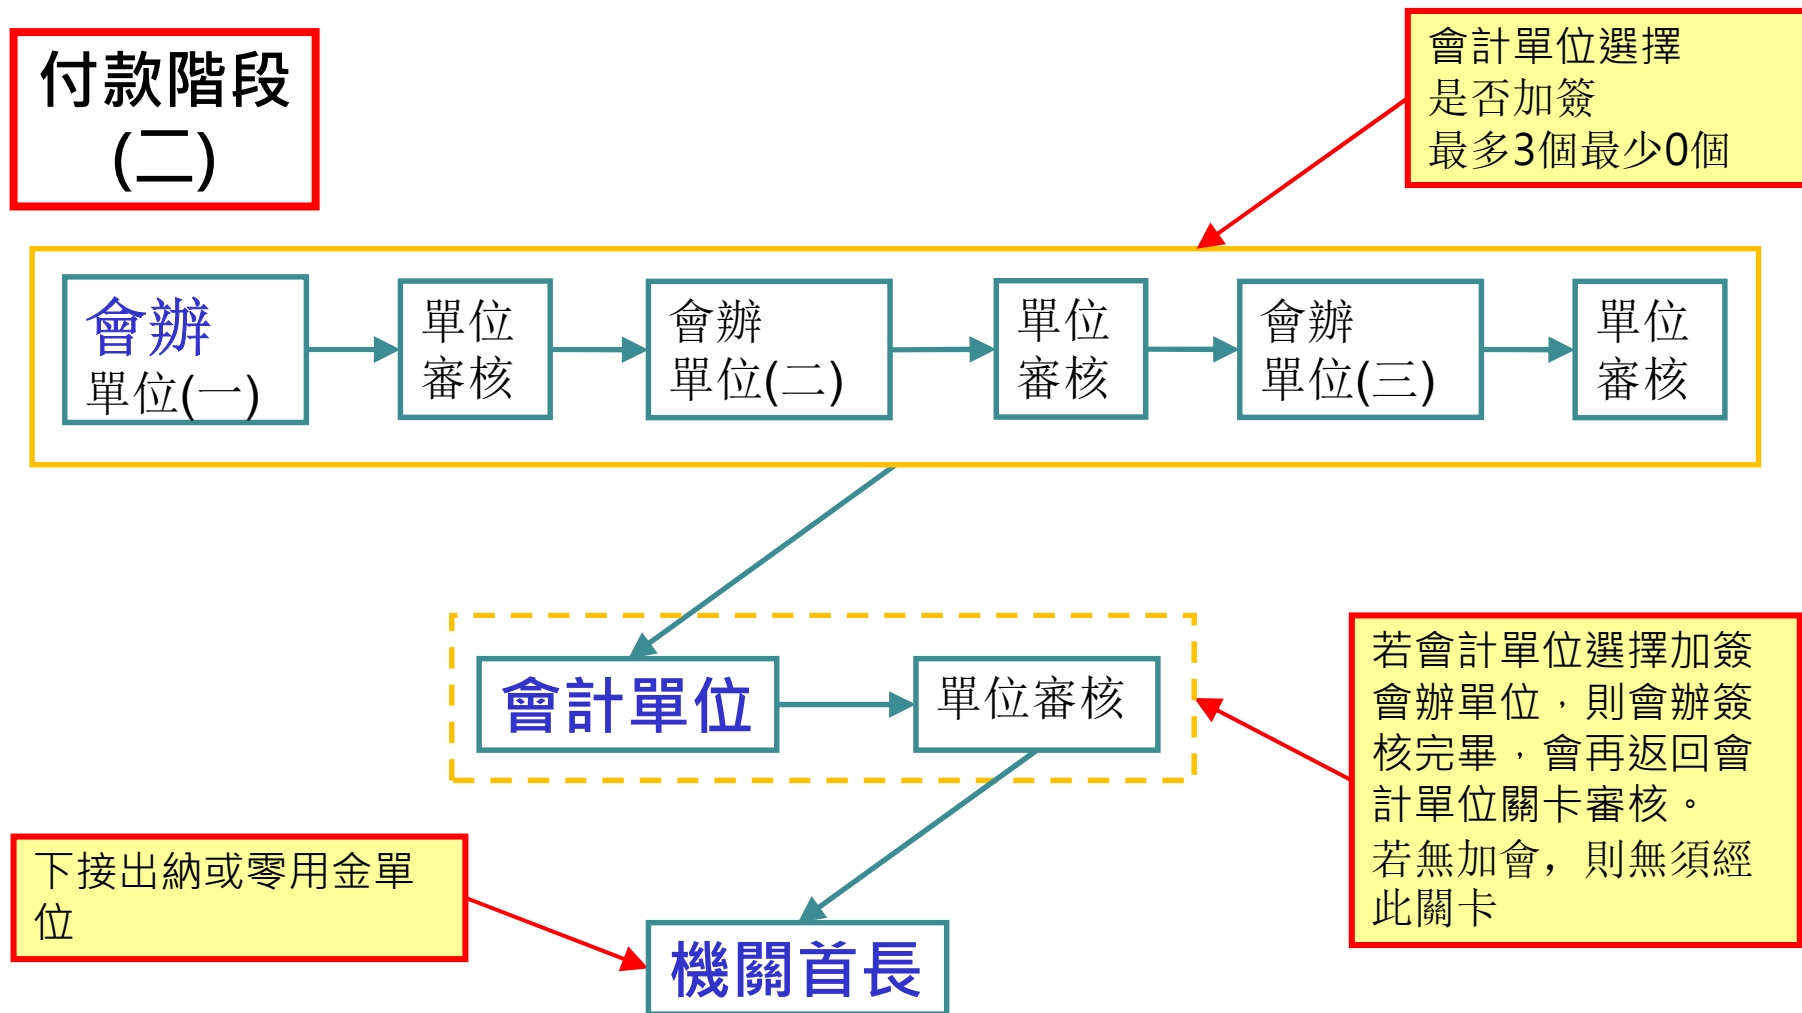 付款階段
(二)
會計單位選擇
是否加簽
最多3個最少0個
會辦
單位(一)
單位
審核
會辦
單位(二)
單位
審核
會辦
單位(三)
單位
審核
會計單位
單位審核
若會計單位選擇加簽
會辦單位，則會辦簽
核完畢，會再返回會
計單位關卡審核。
若無加會，則無須經
此關卡
下接出納或零用金單
位
機關首長